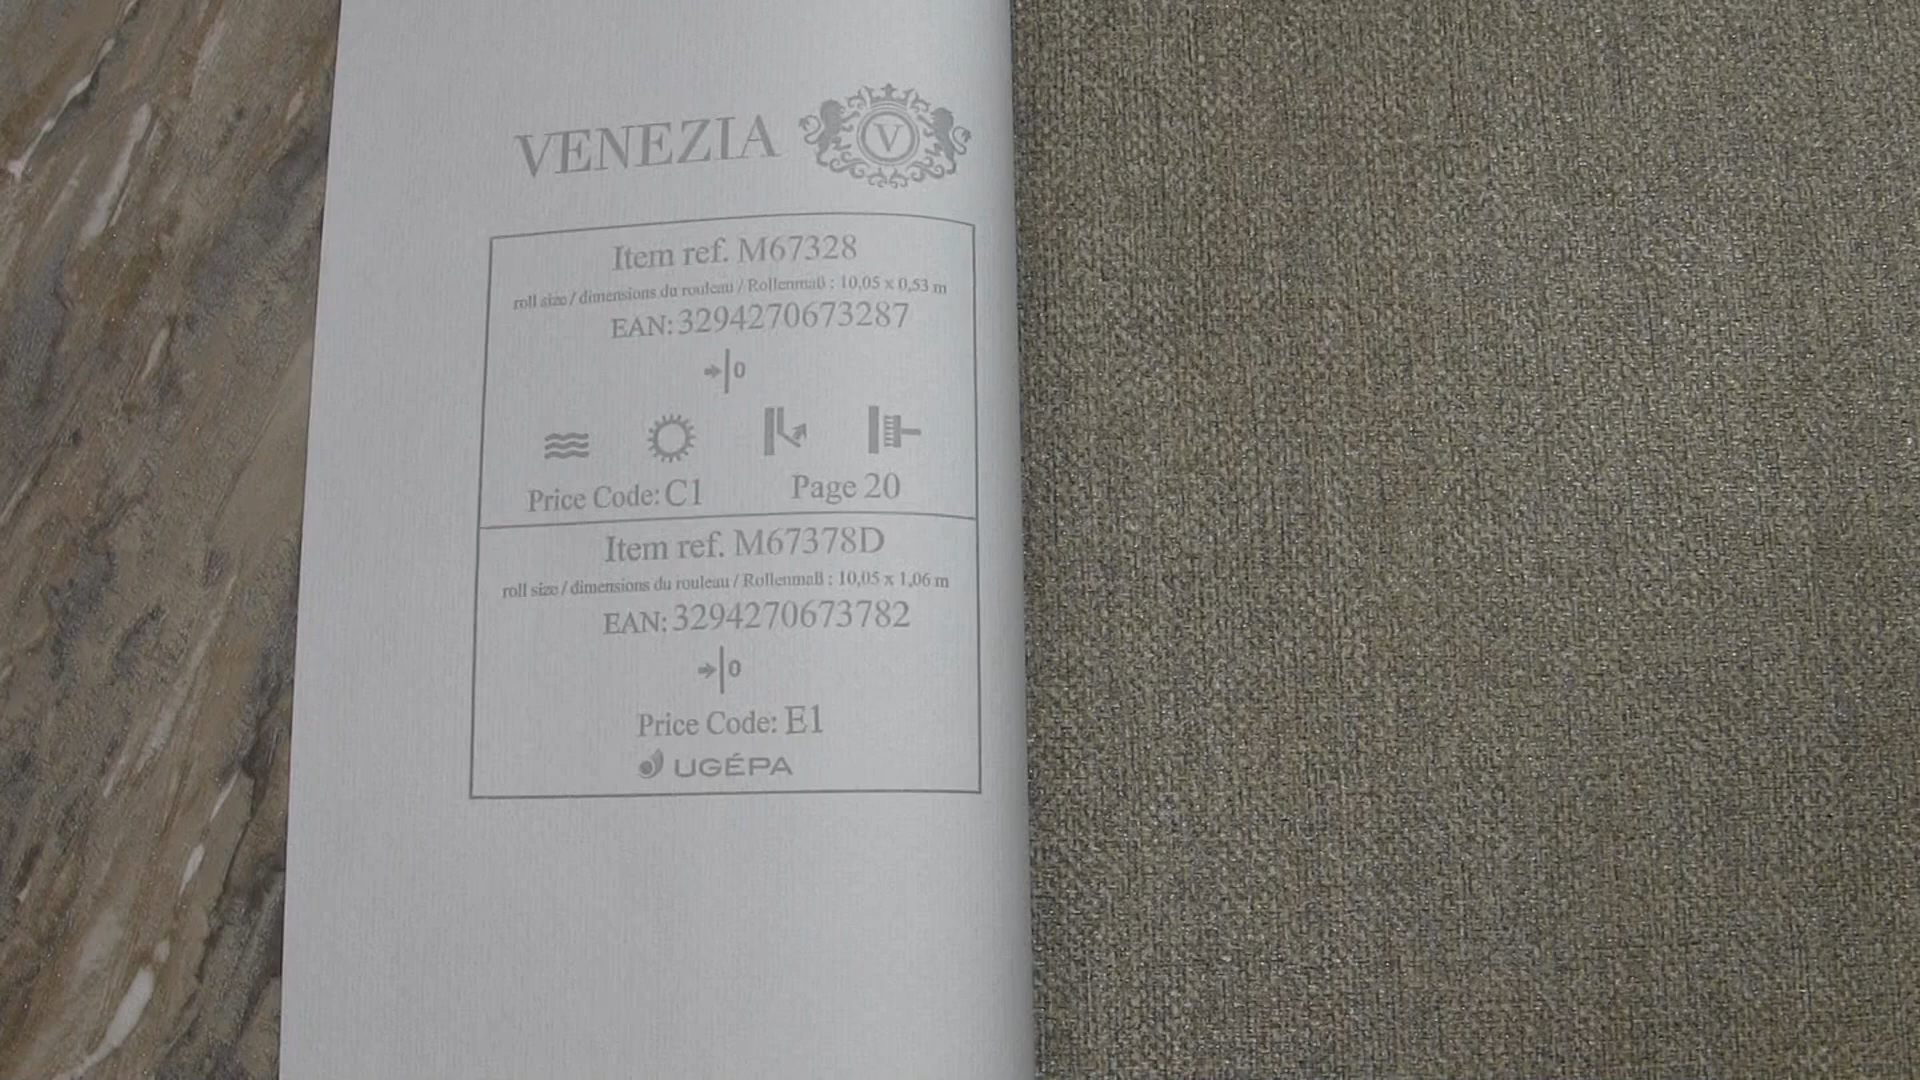 VENEZIA V
Item ref. M67328
roll size / dimensions du rouleau / Rollenmaß : 10,05 x 0,53 m
EAN: 3294270673287
0
Price Code: C1 Page 20
Item ref. M67378D
roll size / dimensions du rouleau / Rollenmaß : 10,05 x 1,06 m
EAN: 3294270673782
0
Price Code: E1
UGÉPA